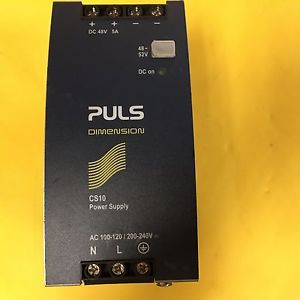 + + − −
DC 48V 5A
48 –
52V
DC on
PULS
DIMENSION
CS10
Power Supply
AC 100-120 / 200-240V
N L